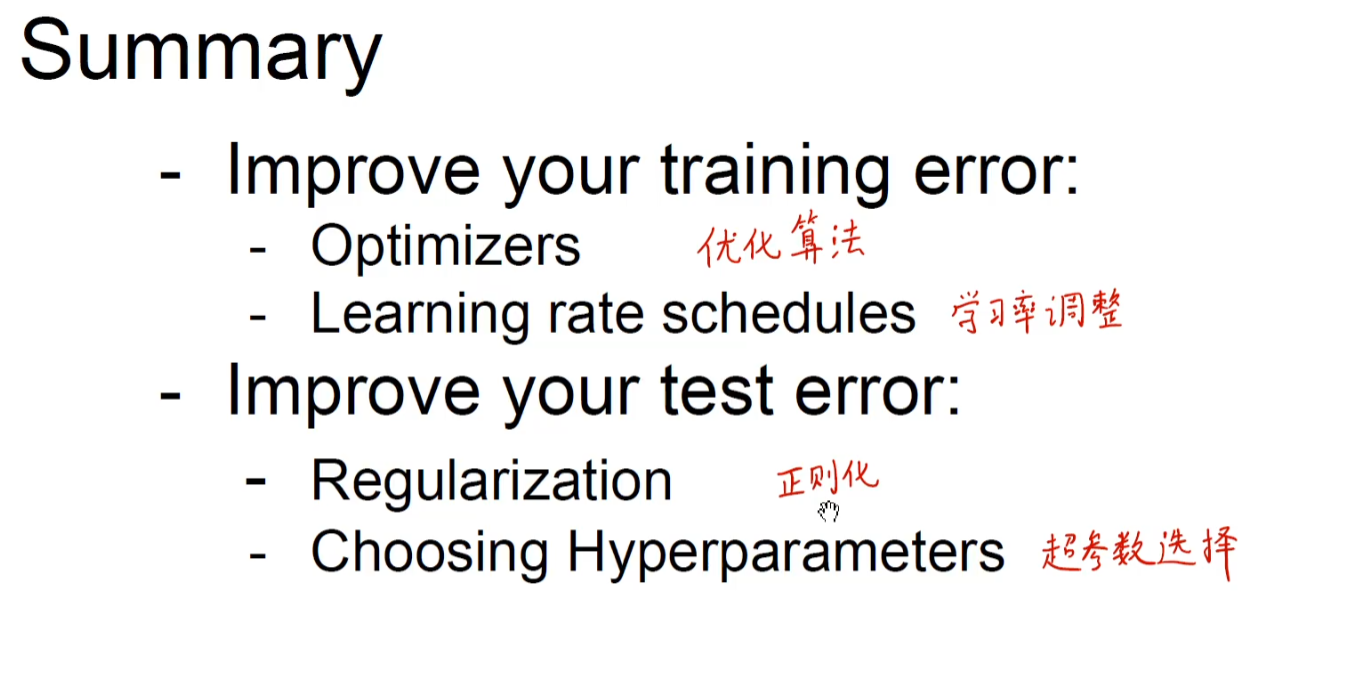 Summary
- Improve your training error:
- Optimizers 优化算法
- Learning rate schedules 学习率调整
- Improve your test error:
- Regularization 正则化
- Choosing Hyperparameters 超参数选择